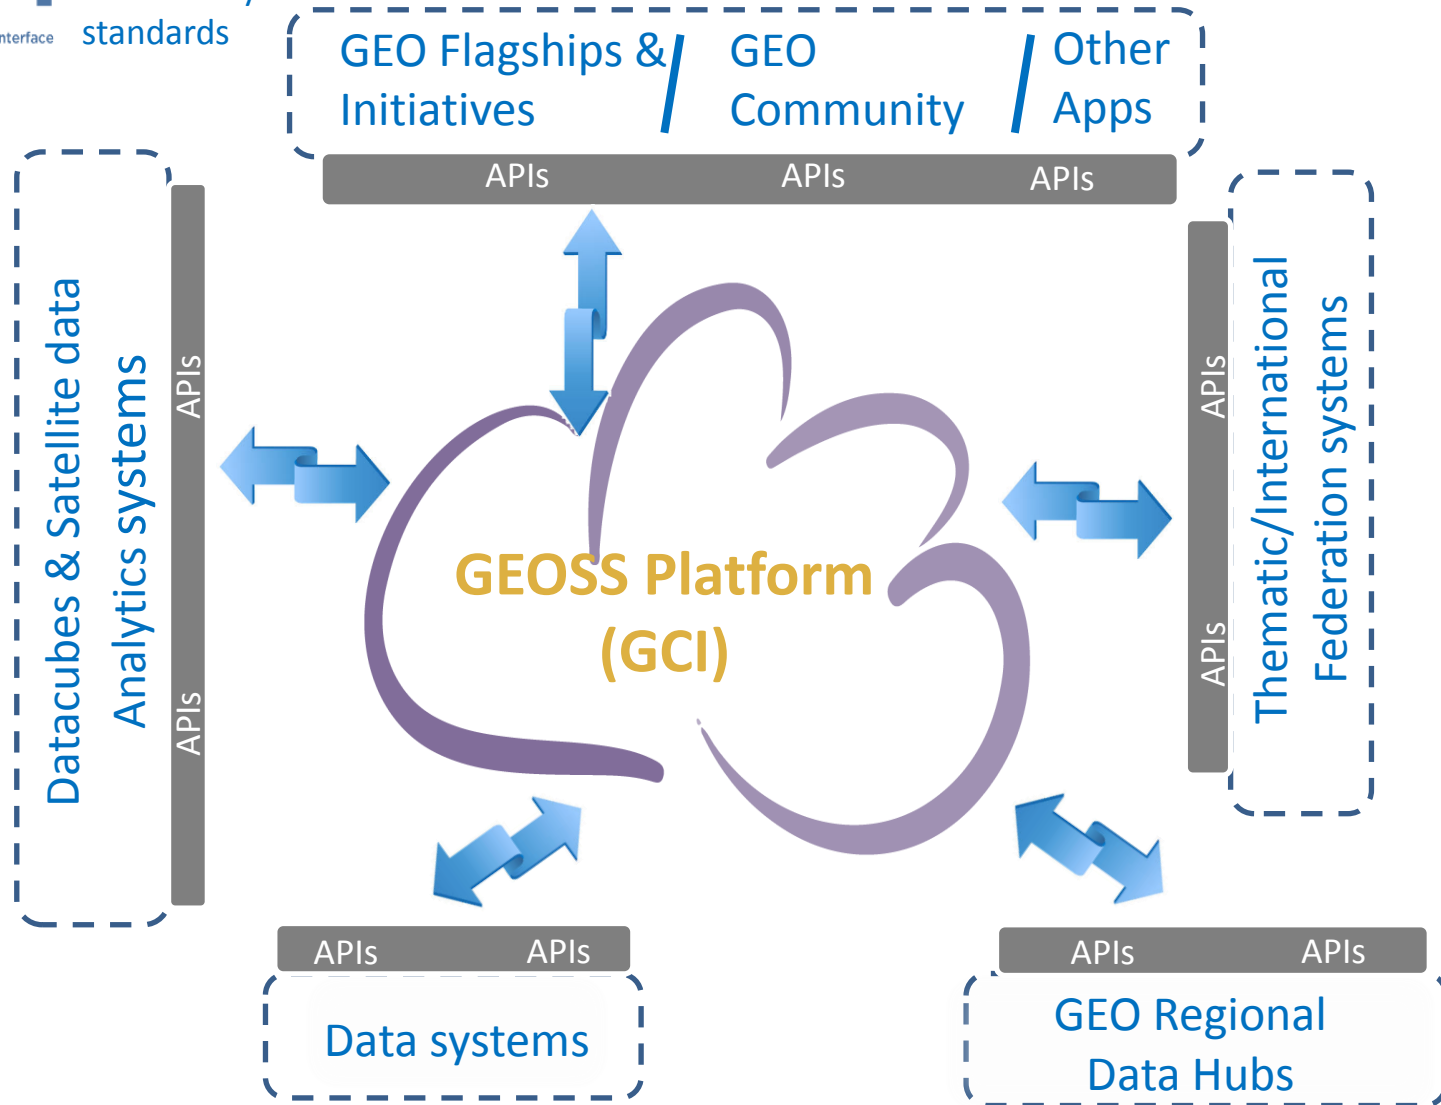 nterface
standards
GEO Flagships &
Initiatives
/
GEO
Community
/
Other
Apps
APIs APIs APIs
Datacubes & Satellite data
Analytics systems
APIs
APIs
Thematic/International
Federation systems
APIs
APIs
GEOSS Platform
(GCI)
APIs APIs
Data systems
APIs APIs
GEO Regional
Data Hubs